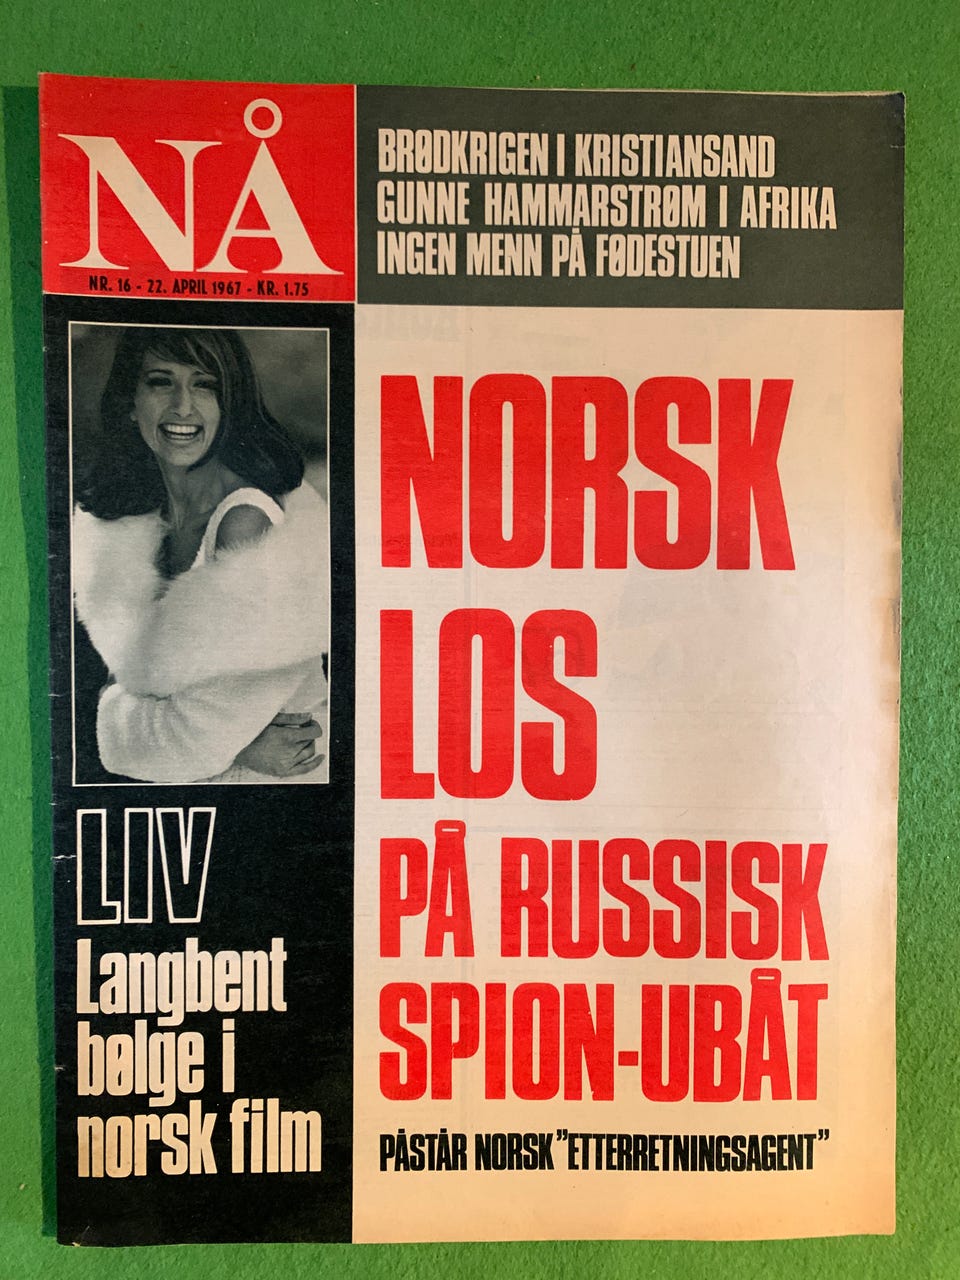 NÅ
NR. 16 - 22. APRIL 1967 - KR. 1.75
BRØDKRIGEN I KRISTIANSAND
GUNNE HAMMARSTRØM I AFRIKA
INGEN MENN PÅ FØDESTUEN
NORSK
LOS
PÅ RUSSISK
SPION-UBÅT
PÅSTÅR NORSK "ETTERRETNINGSAGENT"
LIV
Langbent
bølge i
norsk film